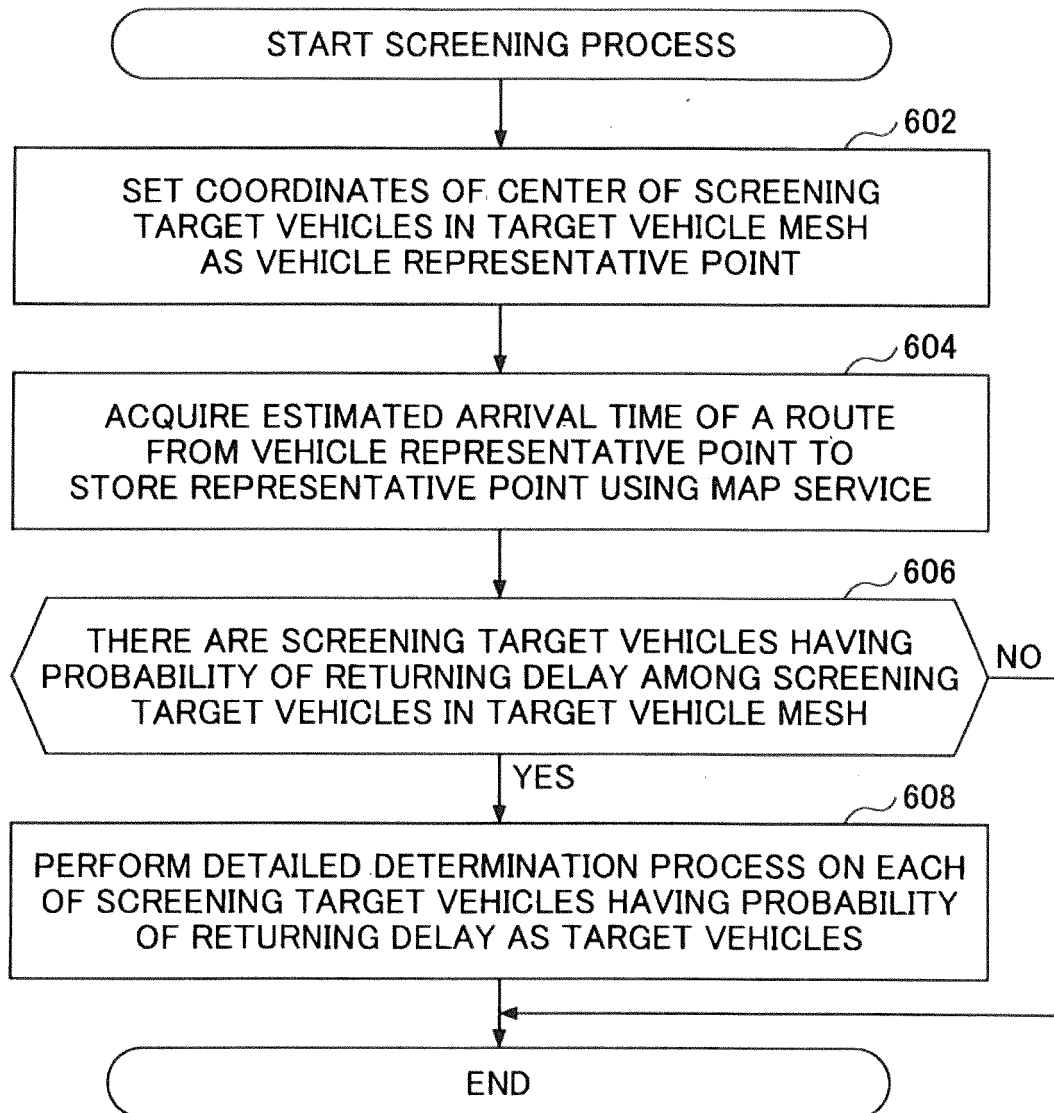 START SCREENING PROCESS
602
SET COORDINATES OF CENTER OF SCREENING
TARGET VEHICLES IN TARGET VEHICLE MESH
AS VEHICLE REPRESENTATIVE POINT
604
ACQUIRE ESTIMATED ARRIVAL TIME OF A ROUTE
FROM VEHICLE REPRESENTATIVE POINT TO
STORE REPRESENTATIVE POINT USING MAP SERVICE
606
THERE ARE SCREENING TARGET VEHICLES HAVING
PROBABILITY OF RETURNING DELAY AMONG SCREENING
TARGET VEHICLES IN TARGET VEHICLE MESH
NO
YES
608
PERFORM DETAILED DETERMINATION PROCESS ON EACH
OF SCREENING TARGET VEHICLES HAVING PROBABILITY
OF RETURNING DELAY AS TARGET VEHICLES
END